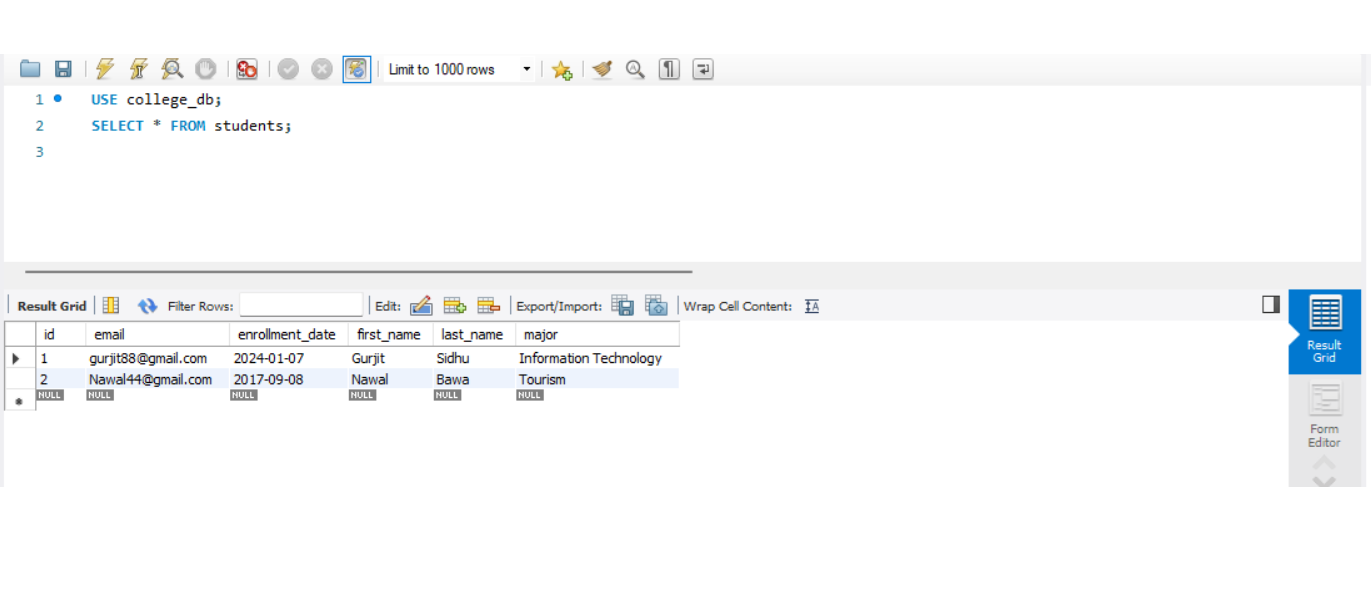 Limit to 1000 rows
1 USE college_db;
2 SELECT * FROM students;
3
Result Grid Filter Rows: Edit: Export/Import: Wrap Cell Content: IA
id email enrollment_date first_name last_name major
1 gurjit88@gmail.com 2024-01-07 Gurjit Sidhu Information Technology
2 Nawal44@gmail.com 2017-09-08 Nawal Bawa Tourism
NULL NULL NULL NULL NULL NULL
Result
Grid
Form
Editor